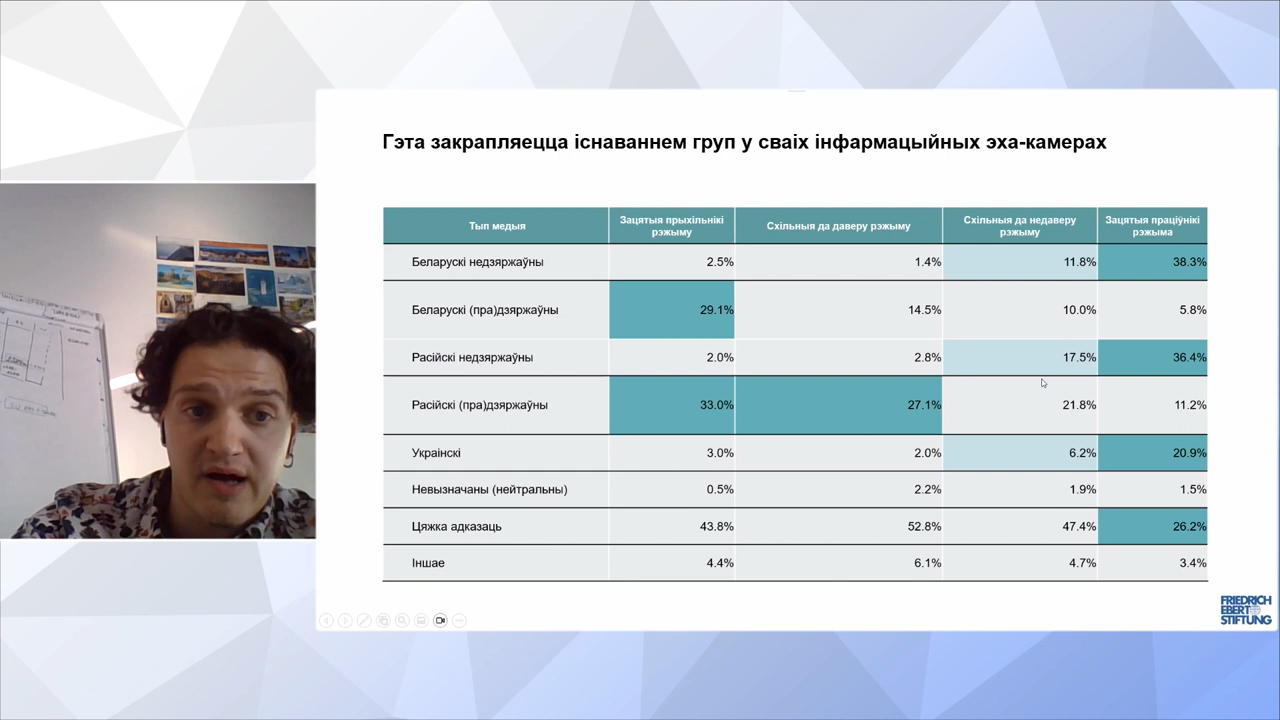 Гэта закрапляецца існаваннем груп у сваіх інфармацыйных эха-камерах
Тып медыя
Зацятыя прыхільнікі рэжыму
Схільныя да даверу рэжыму
Схільныя да недаверу рэжыму
Зацятыя праціўнікі рэжыма
Беларускі недзяржаўны 2.5% 1.4% 11.8% 38.3%
Беларускі (пра)дзяржаўны 29.1% 14.5% 10.0% 5.8%
Расійскі недзяржаўны 2.0% 2.8% 17.5% 36.4%
Расійскі (пра)дзяржаўны 33.0% 27.1% 21.8% 11.2%
Украінскі 3.0% 2.0% 6.2% 20.9%
Невызначаны (нейтральны) 0.5% 2.2% 1.9% 1.5%
Цяжка адказаць 43.8% 52.8% 47.4% 26.2%
Іншае 4.4% 6.1% 4.7% 3.4%
FRIEDRICH
EBERT
STIFTUNG